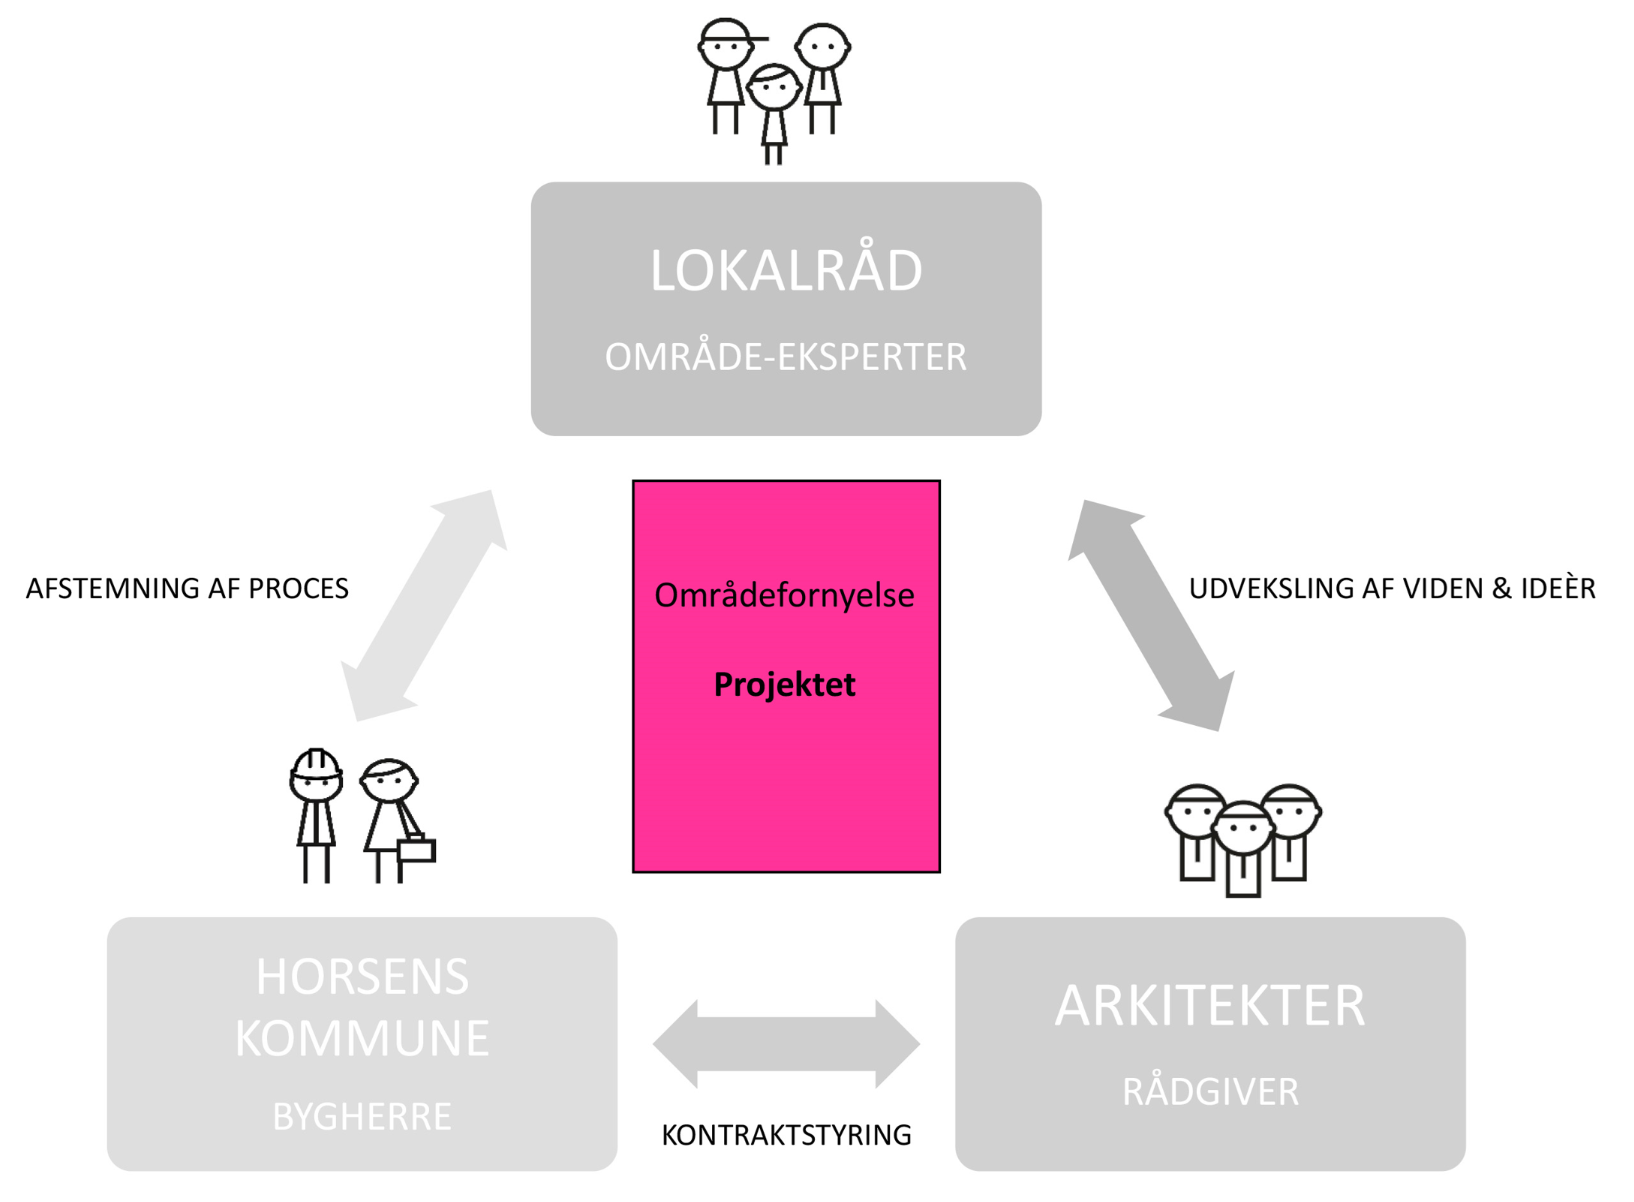 LOKALRÅD
OMRÅDE-EKSPERTER
AFSTEMNING AF PROCES
Områdefornyelse
Projektet
UDVEKSLING AF VIDEN & IDEÈR
HORSENS
KOMMUNE
BYGHERRE
KONTRAKTSTYRING
ARKITEKTER
RÅDGIVER